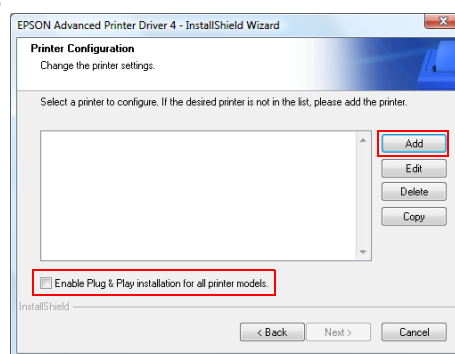 EPSON Advanced Printer Driver 4 - InstallShield Wizard
Printer Configuration
Change the printer settings.
Select a printer to configure. If the desired printer is not in the list, please add the printer.
Add
Edit
Delete
Copy
Enable Plug & Play installation for all printer models.
InstallShield
< Back Next > Cancel